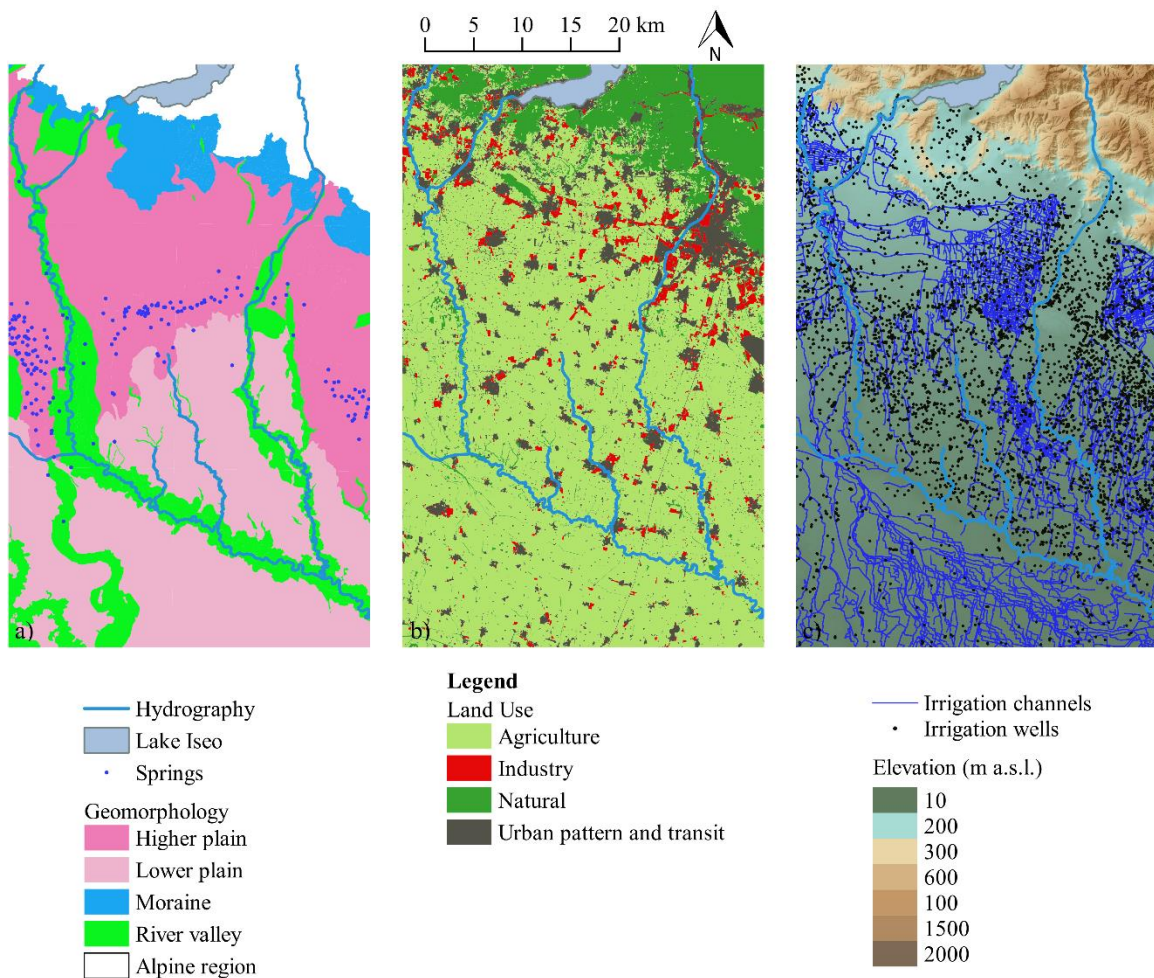 0 5 10 15 20 km
N
a)
b)
c)
Hydrography
Lake Iseo
Springs
Geomorphology
Higher plain
Lower plain
Moraine
River valley
Alpine region
Legend
Land Use
Agriculture
Industry
Natural
Urban pattern and transit
Irrigation channels
Irrigation wells
Elevation (m a.s.l.)
10
200
300
600
100
1500
2000